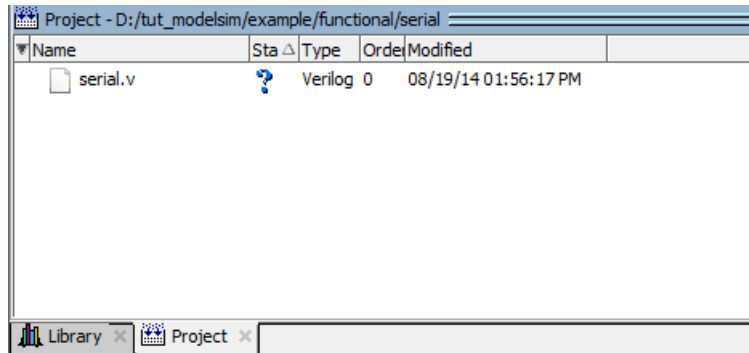 Project - D:/tut_modelsim/example/functional/serial
Name Sta Type Order Modified
serial.v ? Verilog 0 08/19/14 01:56:17 PM
Library Project